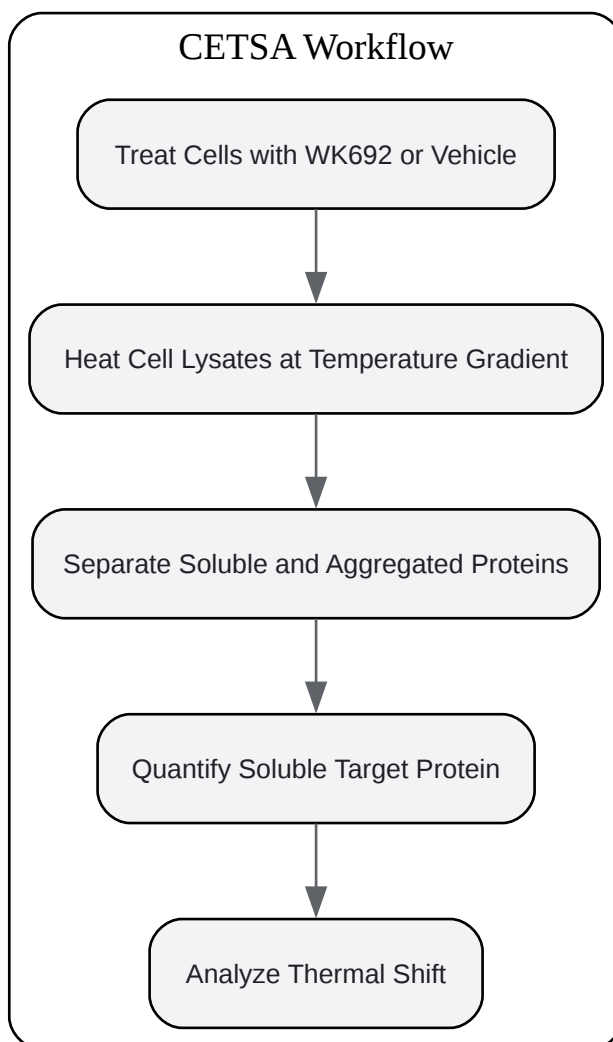 CETSA Workflow
Treat Cells with WK692 or Vehicle
Heat Cell Lysates at Temperature Gradient
Separate Soluble and Aggregated Proteins
Quantify Soluble Target Protein
Analyze Thermal Shift